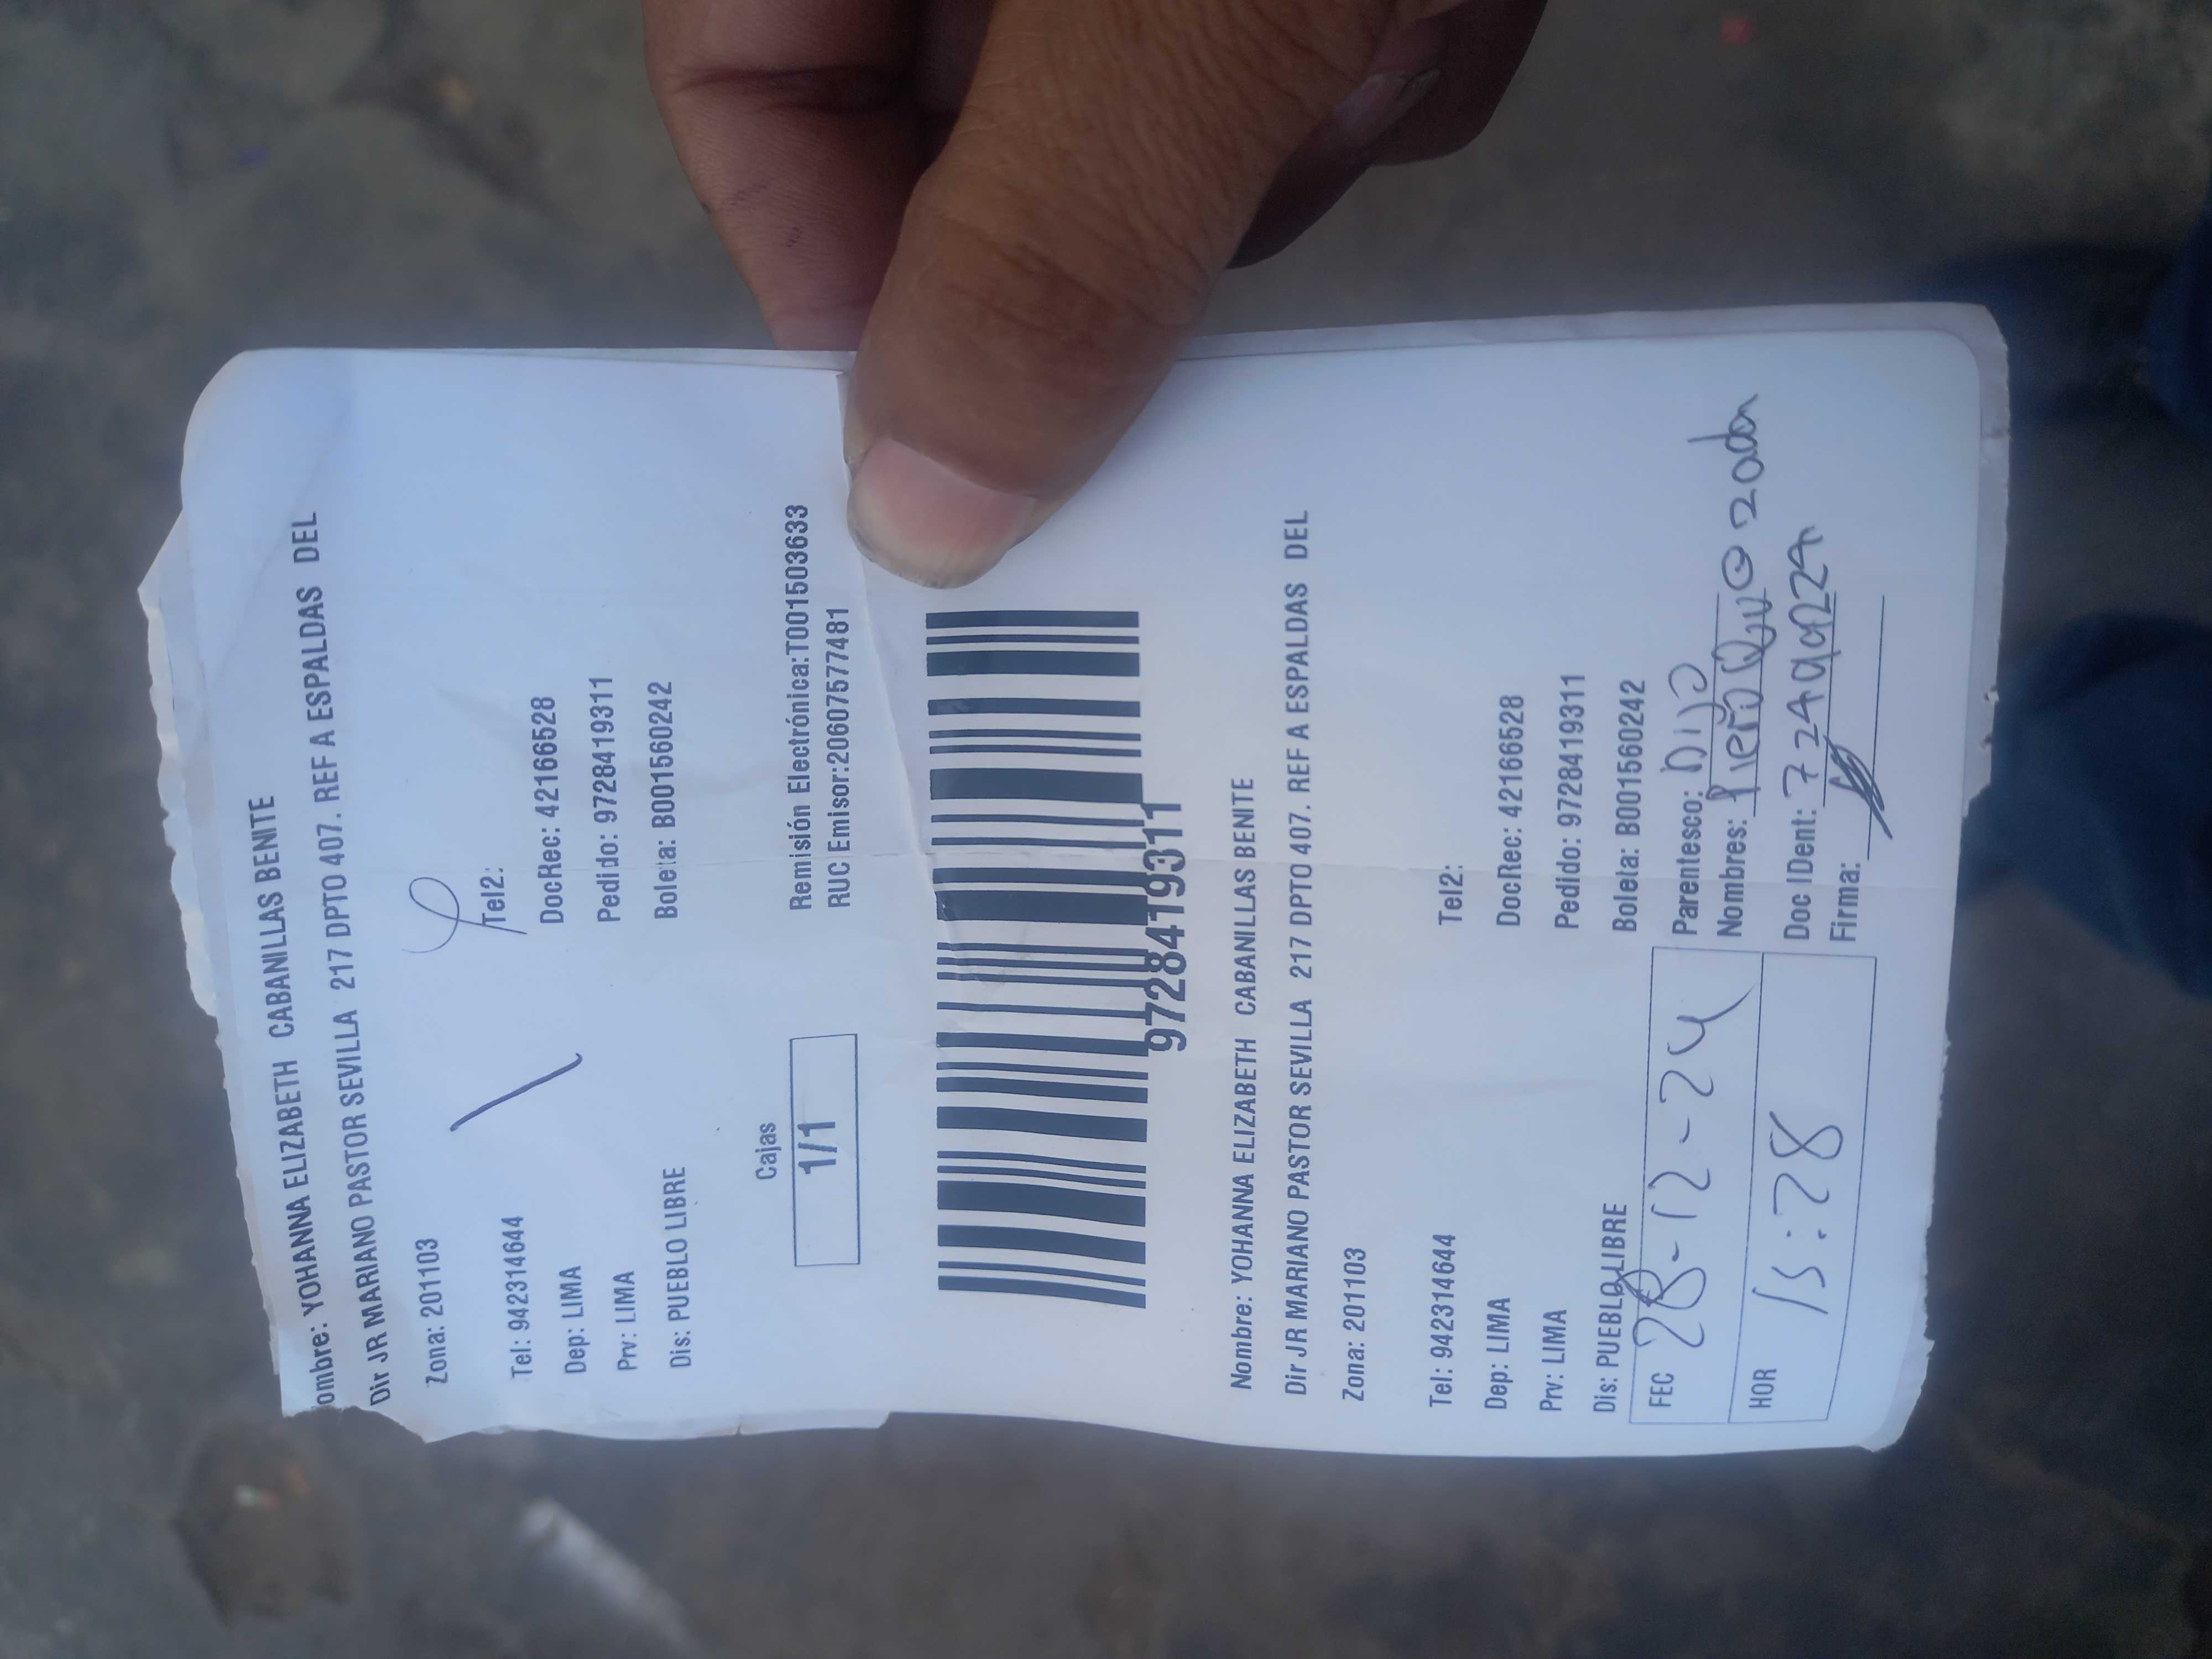 ombre: YOHANNA ELIZABETH CABANILLAS BENITE
Dir JR MARIANO PASTOR SEVILLA 217 DPTO 407. REF A ESPALDAS DEL
Zona: 201103
Tel: 942314644 Tel2:
Dep: LIMA DocRec: 42166528
Prv: LIMA Pedido: 9728419311
Dis: PUEBLO LIBRE Boleta: B001560242
Cajas
1/1
Remisión Electrónica:T001503633
RUC Emisor:20607577481
9728419311
Nombre: YOHANNA ELIZABETH CABANILLAS BENITE
Dir JR MARIANO PASTOR SEVILLA 217 DPTO 407. REF A ESPALDAS DEL
Zona: 201103
Tel: 942314644 Tel2:
Dep: LIMA DocRec: 42166528
Prv: LIMA Pedido: 9728419311
Dis: PUEBLO LIBRE Boleta: B001560242
FEC 28-12-24 Parentesco:
Nombres:
HOR 15:28 Doc IDent:
Firma: